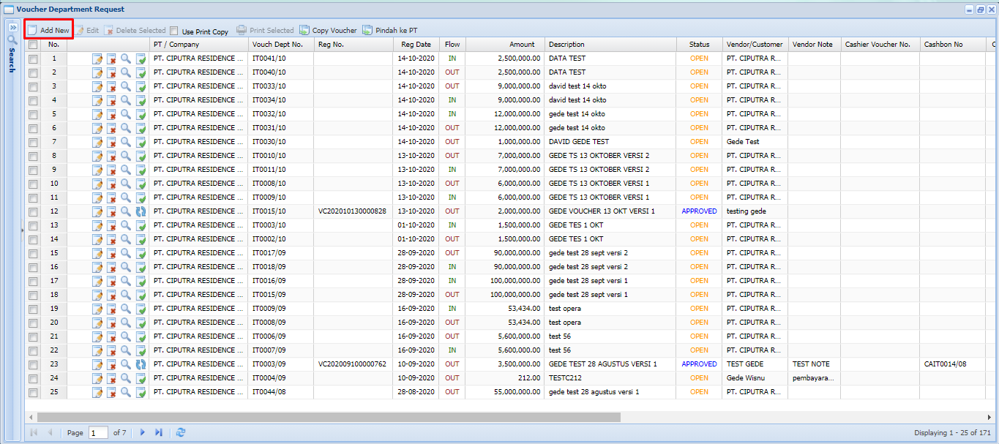 Voucher Department Request
Search
Add New Edit Delete Selected Use Print Copy Print Selected Copy Voucher Pindah ke PT
No. PT / Company Vouch Dept No. Reg No. Reg Date Flow Amount Description Status Vendor/Customer Vendor Note Cashier Voucher No. Cashbon No
1 PT. CIPUTRA RESIDENCE ... IT0041/10 14-10-2020 IN 2,500,000.00 DATA TEST OPEN PT. CIPUTRA R...
2 PT. CIPUTRA RESIDENCE ... IT0040/10 14-10-2020 OUT 2,500,000.00 DATA TEST OPEN PT. CIPUTRA R...
3 PT. CIPUTRA RESIDENCE ... IT0033/10 14-10-2020 OUT 9,000,000.00 david test 14 okto OPEN PT. CIPUTRA R...
4 PT. CIPUTRA RESIDENCE ... IT0034/10 14-10-2020 IN 9,000,000.00 david test 14 okto OPEN PT. CIPUTRA R...
5 PT. CIPUTRA RESIDENCE ... IT0032/10 14-10-2020 IN 12,000,000.00 gede test 14 okto OPEN PT. CIPUTRA R...
6 PT. CIPUTRA RESIDENCE ... IT0031/10 14-10-2020 OUT 12,000,000.00 gede test 14 okto OPEN PT. CIPUTRA R...
7 PT. CIPUTRA RESIDENCE ... IT0030/10 14-10-2020 OUT 1,000,000.00 DAVID GEDE TEST OPEN Gede Test
8 PT. CIPUTRA RESIDENCE ... IT0010/10 13-10-2020 OUT 7,000,000.00 GEDE TS 13 OKTOBER VERSI 2 OPEN PT. CIPUTRA R...
9 PT. CIPUTRA RESIDENCE ... IT0011/10 13-10-2020 IN 7,000,000.00 GEDE TS 13 OKTOBER VERSI 2 OPEN PT. CIPUTRA R...
10 PT. CIPUTRA RESIDENCE ... IT0008/10 13-10-2020 OUT 6,000,000.00 GEDE TS 13 OKTOBER VERSI 1 OPEN PT. CIPUTRA R...
11 PT. CIPUTRA RESIDENCE ... IT0009/10 13-10-2020 IN 6,000,000.00 GEDE TS 13 OKTOBER VERSI 1 OPEN PT. CIPUTRA R...
12 PT. CIPUTRA RESIDENCE ... IT0015/10 VC202010130000828 13-10-2020 OUT 2,000,000.00 GEDE VOUCHER 13 OKT VERSI 1 APPROVED testing gede
13 PT. CIPUTRA RESIDENCE ... IT0003/10 01-10-2020 IN 1,500,000.00 GEDE TES 1 OKT OPEN PT. CIPUTRA R...
14 PT. CIPUTRA RESIDENCE ... IT0002/10 01-10-2020 OUT 1,500,000.00 GEDE TES 1 OKT OPEN PT. CIPUTRA R...
15 PT. CIPUTRA RESIDENCE ... IT0017/09 28-09-2020 OUT 90,000,000.00 gede test 28 sept versi 2 OPEN PT. CIPUTRA R...
16 PT. CIPUTRA RESIDENCE ... IT0018/09 28-09-2020 IN 90,000,000.00 gede test 28 sept versi 2 OPEN PT. CIPUTRA R...
17 PT. CIPUTRA RESIDENCE ... IT0016/09 28-09-2020 IN 100,000,000.00 gede test 28 sept versi 1 OPEN PT. CIPUTRA R...
18 PT. CIPUTRA RESIDENCE ... IT0015/09 28-09-2020 OUT 100,000,000.00 gede test 28 sept versi 1 OPEN PT. CIPUTRA R...
19 PT. CIPUTRA RESIDENCE ... IT0009/09 16-09-2020 IN 53,434.00 test opera OPEN PT. CIPUTRA R...
20 PT. CIPUTRA RESIDENCE ... IT0008/09 16-09-2020 OUT 53,434.00 test opera OPEN PT. CIPUTRA R...
21 PT. CIPUTRA RESIDENCE ... IT0006/09 16-09-2020 OUT 5,600,000.00 test 56 OPEN PT. CIPUTRA R...
22 PT. CIPUTRA RESIDENCE ... IT0007/09 16-09-2020 IN 5,600,000.00 test 56 OPEN PT. CIPUTRA R...
23 PT. CIPUTRA RESIDENCE ... IT0003/09 VC202009100000762 10-09-2020 OUT 3,500,000.00 GEDE TEST 28 AGUSTUS VERSI 1 APPROVED TEST GEDE TEST NOTE CAIT0014/08
24 PT. CIPUTRA RESIDENCE ... IT0004/09 10-09-2020 OUT 212.00 TESTC212 OPEN Gede Wisnu pembayara...
25 PT. CIPUTRA RESIDENCE ... IT0044/08 28-08-2020 OUT 55,000,000.00 gede test 28 agustus versi 1 OPEN PT. CIPUTRA R...
Page 1 of 7 Displaying 1 - 25 of 171